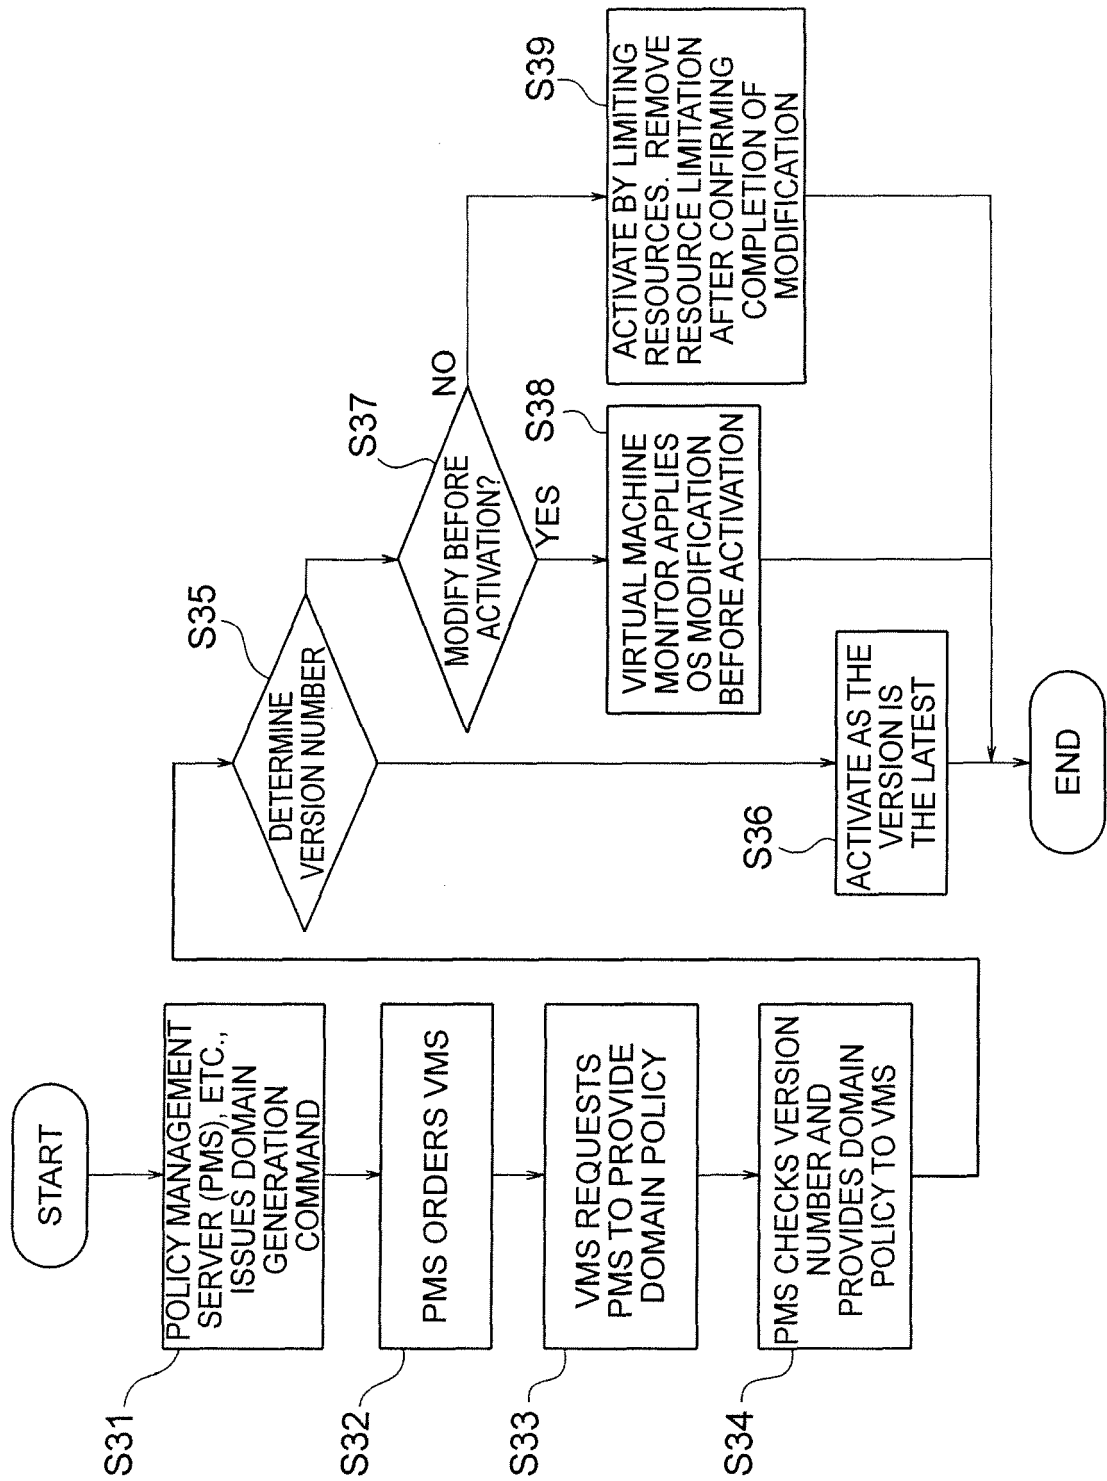 START
S31
POLICY MANAGEMENT
SERVER (PMS), ETC.,
ISSUES DOMAIN
GENERATION
COMMAND
S32
PMS ORDERS VMS
S33
VMS REQUESTS
PMS TO PROVIDE
DOMAIN POLICY
S34
PMS CHECKS VERSION
NUMBER AND
PROVIDES DOMAIN
POLICY TO VMS
S35
DETERMINE
VERSION NUMBER
S36
ACTIVATE AS THE
VERSION IS
THE LATEST
S37
MODIFY BEFORE
ACTIVATION?
YES
NO
S38
VIRTUAL MACHINE
MONITOR APPLIES
OS MODIFICATION
BEFORE ACTIVATION
S39
ACTIVATE BY LIMITING
RESOURCES. REMOVE
RESOURCE LIMITATION
AFTER CONFIRMING
COMPLETION OF
MODIFICATION
END